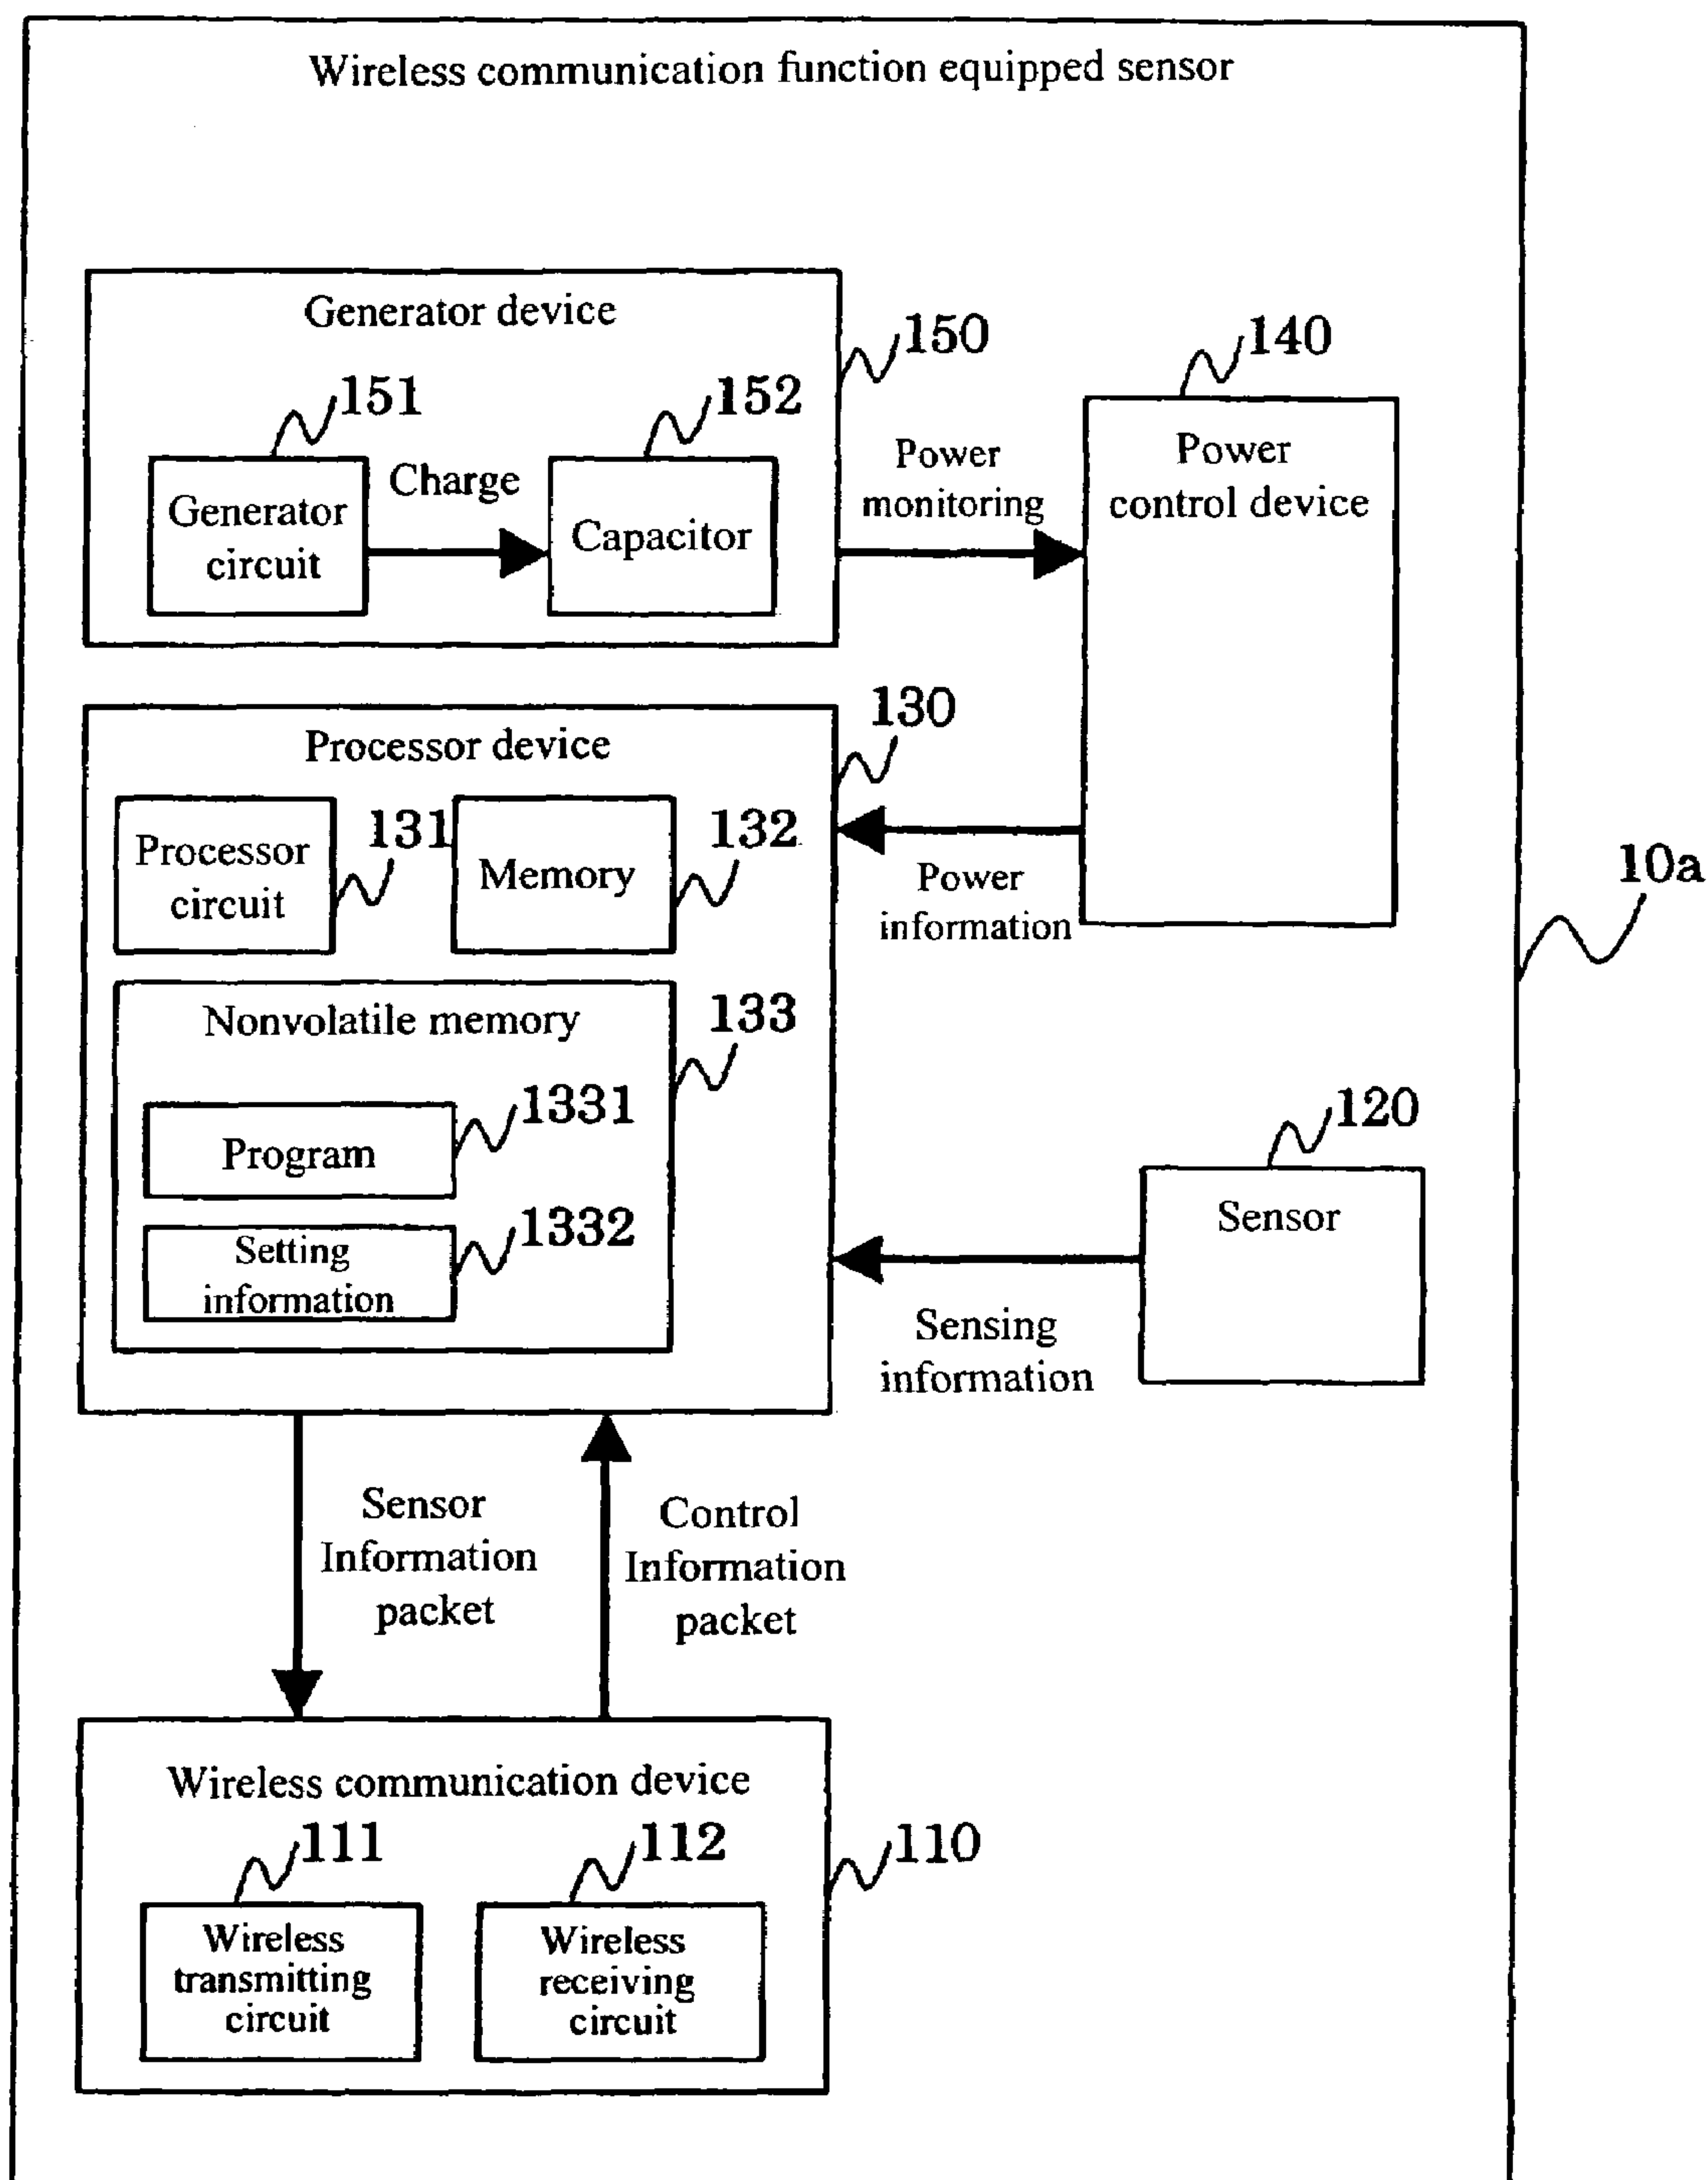 Wireless communication function equipped sensor
Generator device
150
140
151
152
Generator
circuit
Charge
Capacitor
Power
monitoring
Power
control device
130
Processor device
Processor
circuit
131
Memory
132
Power
information
10a
Nonvolatile memory
133
1331
Program
1332
Setting
information
120
Sensor
Sensing
information
Sensor
Information
packet
Control
Information
packet
Wireless communication device
111
112
110
Wireless
transmitting
circuit
Wireless
receiving
circuit